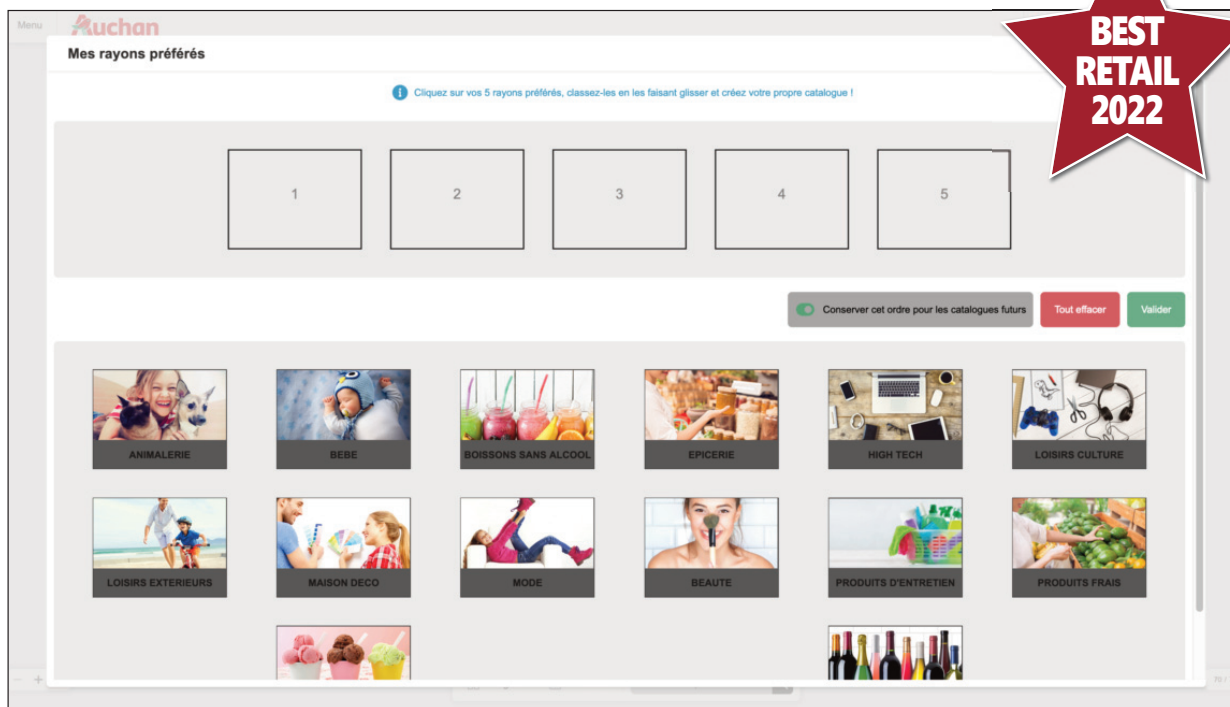 Menu
Auchan
BEST
RETAIL
2022
Mes rayons préférés
Cliquez sur vos 5 rayons préférés, classez-les en les faisant glisser et créez votre propre catalogue !
1
2
3
4
5
Conserver cet ordre pour les catalogues futurs
Tout effacer
Valider
ANIMALERIE
BEBE
BOISSONS SANS ALCOOL
EPICERIE
HIGH TECH
LOISIRS CULTURE
LOISIRS EXTERIEURS
MAISON DECO
MODE
BEAUTE
PRODUITS D'ENTRETIEN
PRODUITS FRAIS
70 /